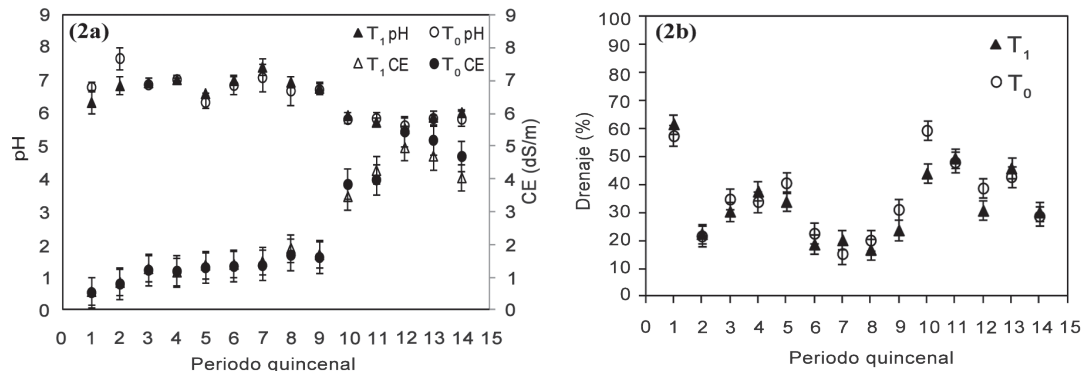 (2a)
T1 pH T0 pH
T1 CE T0 CE
pH
CE (dS/m)
9
8
7
6
5
4
3
2
1
0
9
8
7
6
5
4
3
2
1
0
0 1 2 3 4 5 6 7 8 9 10 11 12 13 14 15
Periodo quincenal
(2b)
T1
T0
Drenaje (%)
100
90
80
70
60
50
40
30
20
10
0
0 1 2 3 4 5 6 7 8 9 10 11 12 13 14 15
Periodo quincenal